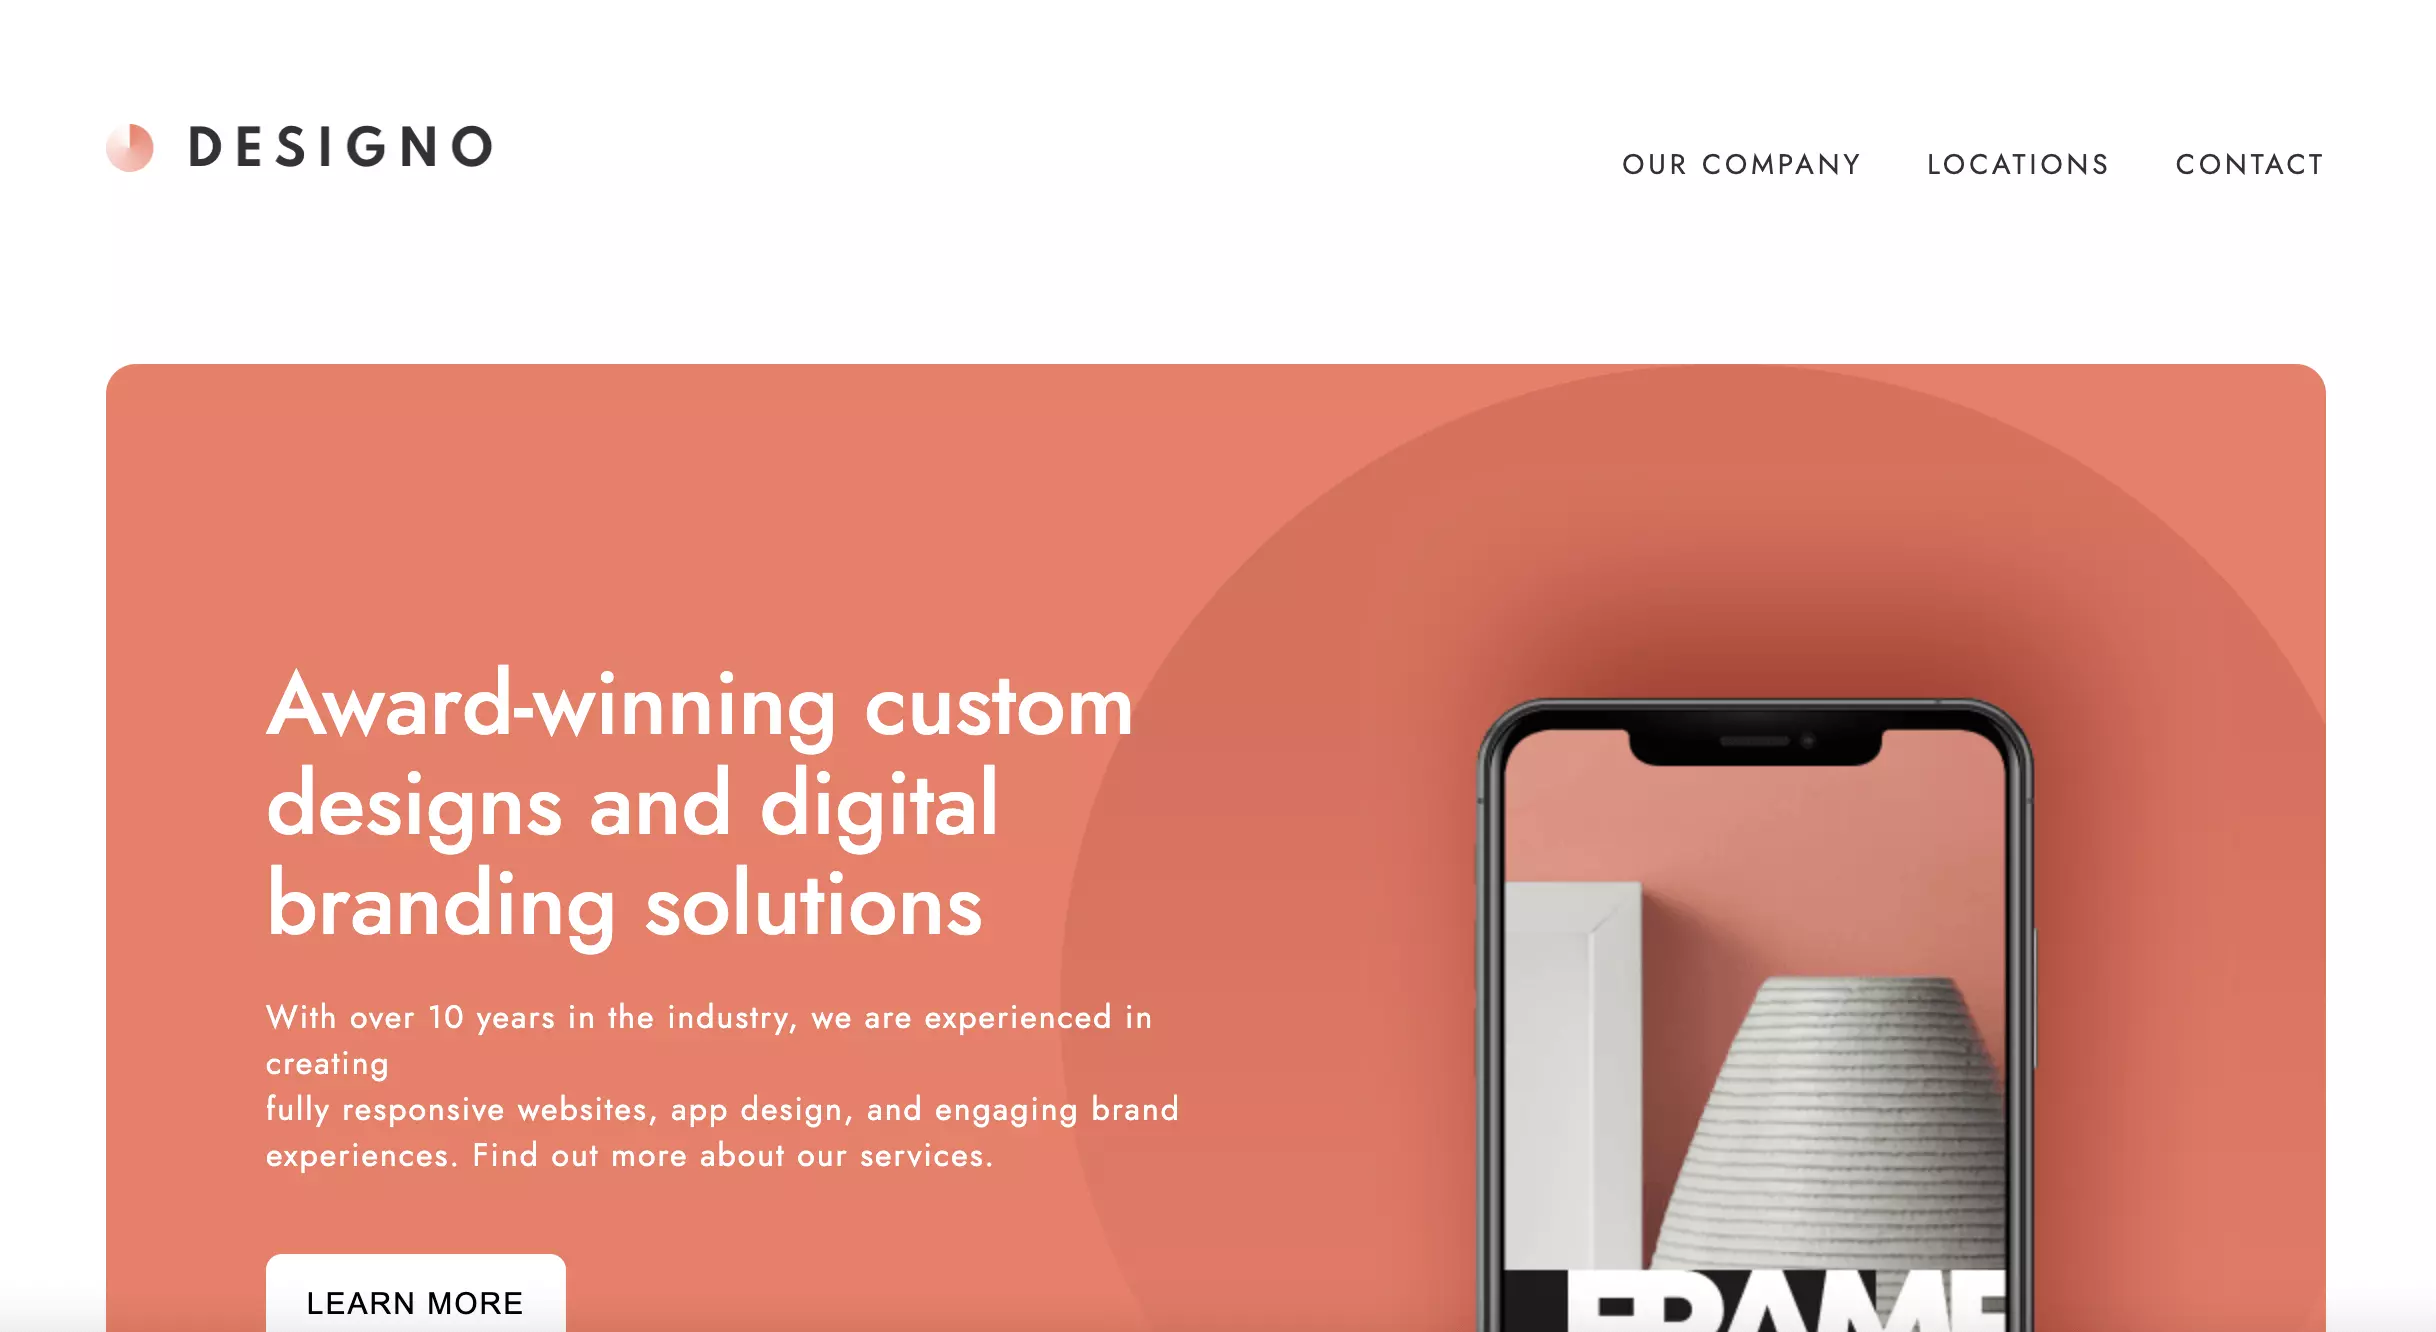 DESIGNO
OUR COMPANY LOCATIONS CONTACT
Award-winning custom
designs and digital
branding solutions
With over 10 years in the industry, we are experienced in
creating
fully responsive websites, app design, and engaging brand
experiences. Find out more about our services.
LEARN MORE
FRAME